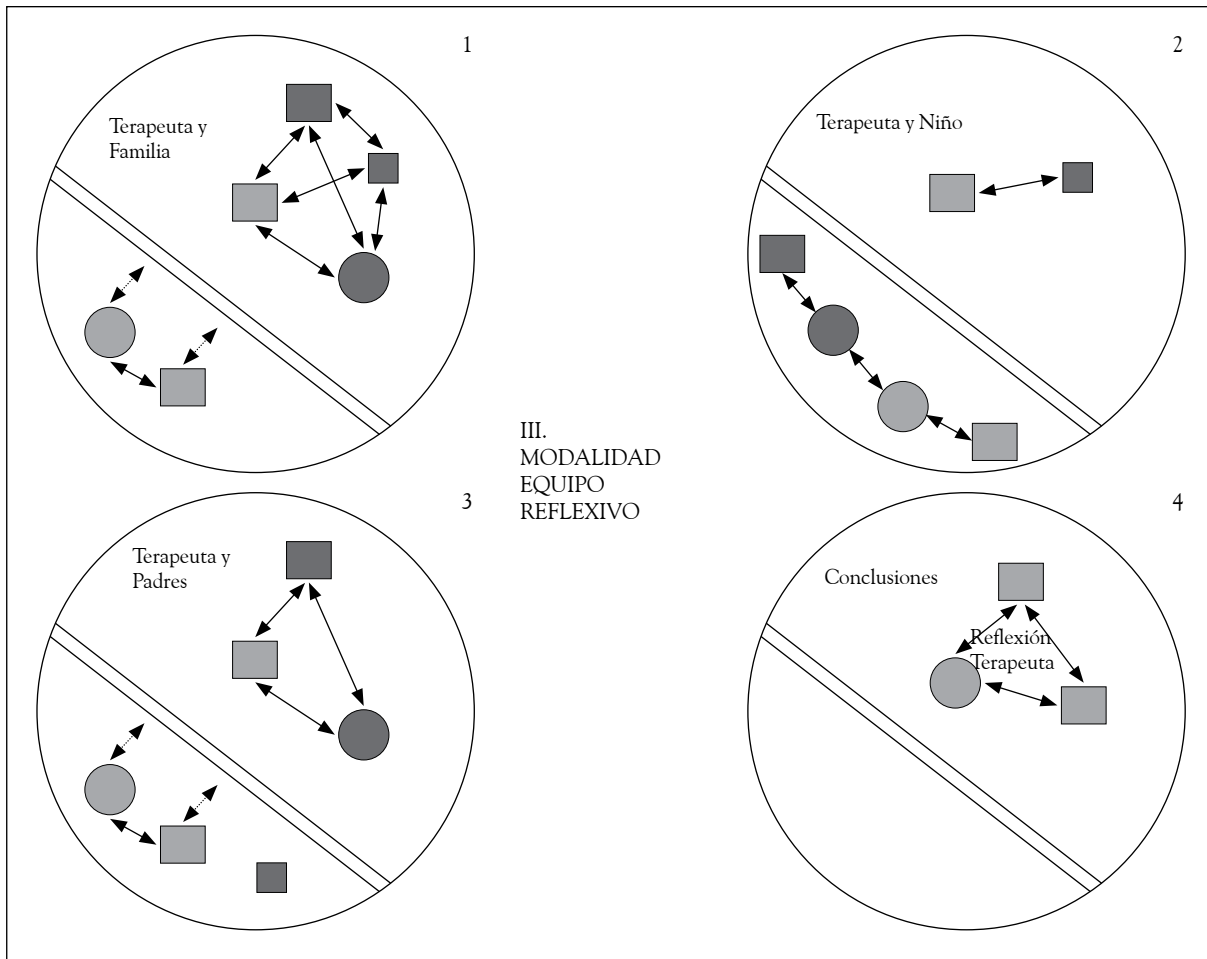 1
Terapeuta y
Familia
2
Terapeuta y Niño
III.
MODALIDAD
EQUIPO
REFLEXIVO
3
Terapeuta y
Padres
4
Conclusiones
Reflexión
Terapeuta